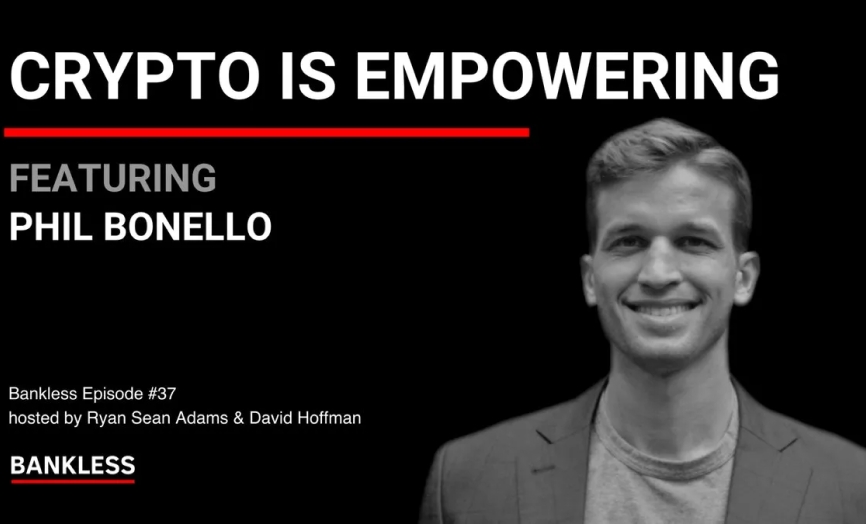 CRYPTO IS EMPOWERING
FEATURING
PHIL BONELLO
Bankless Episode #37
hosted by Ryan Sean Adams & David Hoffman
BANKLESS